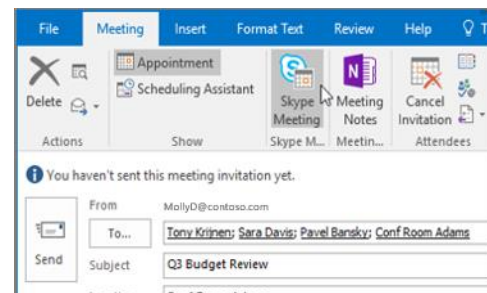 File Meeting Insert Format Text Review Help
Delete Appointment Scheduling Assistant Skype Meeting Meeting Notes Cancel Invitation
Actions Show Skype M... Meetin... Attendees
You haven't sent this meeting invitation yet.
From MollyD@contoso.com
To... Tony Krijnen; Sara Davis; Pavel Bansky; Conf Room Adams
Send
Subject Q3 Budget Review